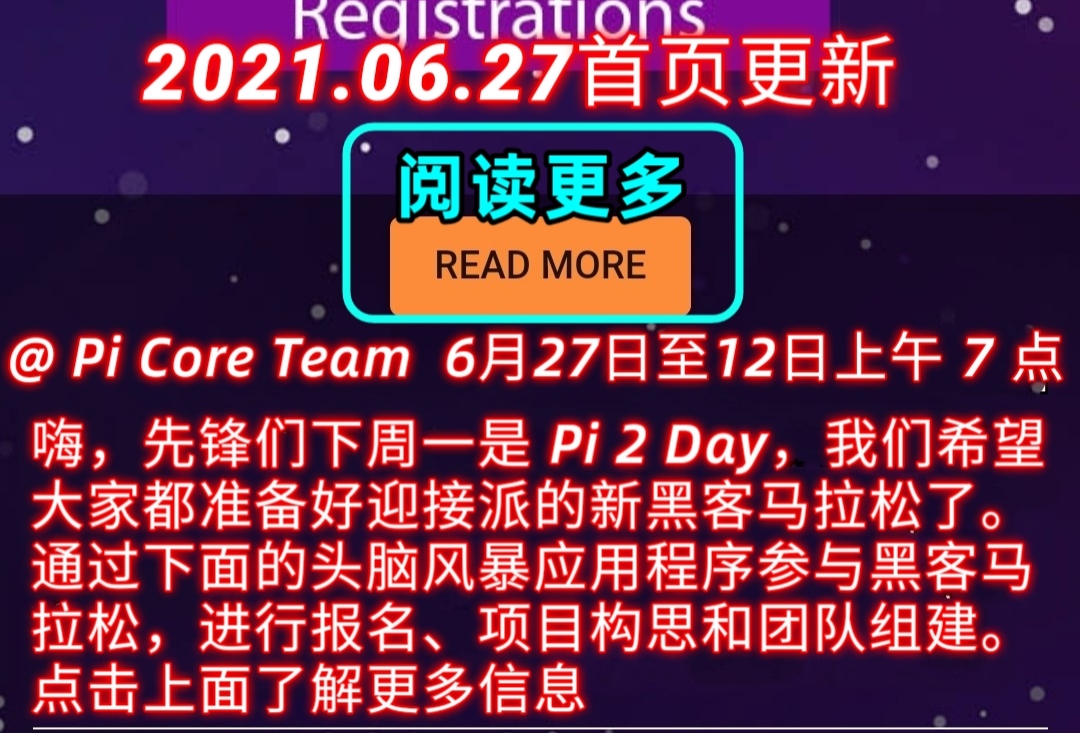 Registrations
2021.06.27首页更新
阅读更多
READ MORE
@ Pi Core Team 6月27日至12日上午 7 点
嗨，先锋们下周一是 Pi 2 Day，我们希望
大家都准备好迎接派的新黑客马拉松了。
通过下面的头脑风暴应用程序参与黑客马
拉松，进行报名、项目构思和团队组建。
点击上面了解更多信息